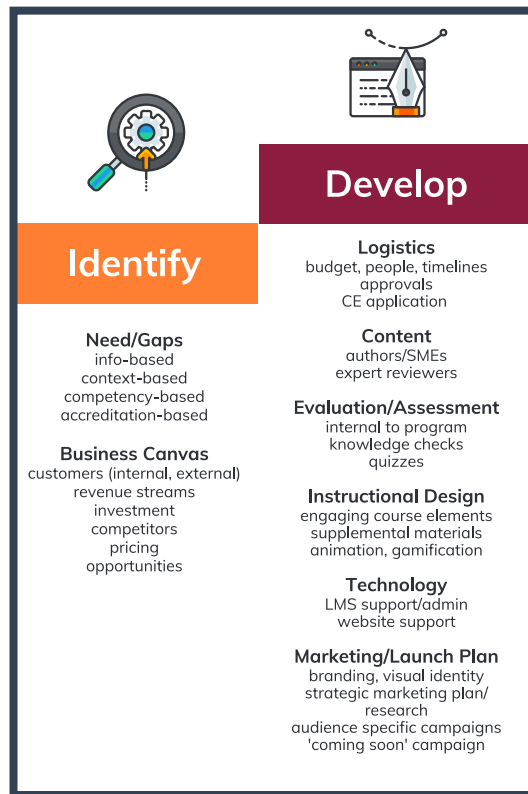 Identify
Need/Gaps
info-based
context-based
competency-based
accreditation-based
Business Canvas
customers (internal, external)
revenue streams
investment
competitors
pricing
opportunities
Develop
Logistics
budget, people, timelines
approvals
CE application
Content
authors/SMEs
expert reviewers
Evaluation/Assessment
internal to program
knowledge checks
quizzes
Instructional Design
engaging course elements
supplemental materials
animation, gamification
Technology
LMS support/admin
website support
Marketing/Launch Plan
branding, visual identity
strategic marketing plan/
research
audience specific campaigns
'coming soon' campaign